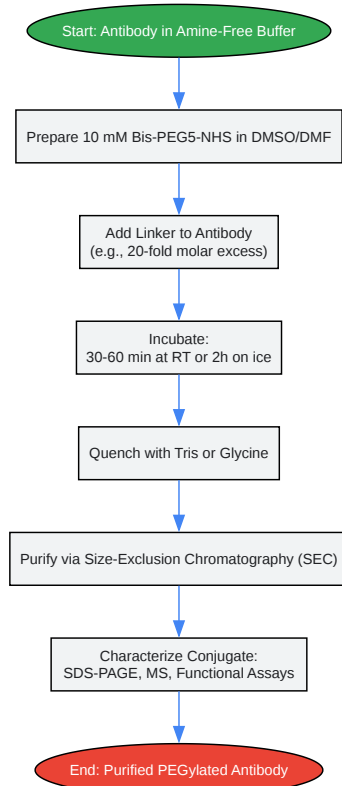 Start: Antibody in Amine-Free Buffer
Prepare 10 mM Bis-PEG5-NHS in DMSO/DMF
Add Linker to Antibody
(e.g., 20-fold molar excess)
Incubate:
30-60 min at RT or 2h on ice
Quench with Tris or Glycine
Purify via Size-Exclusion Chromatography (SEC)
Characterize Conjugate:
SDS-PAGE, MS, Functional Assays
End: Purified PEGylated Antibody